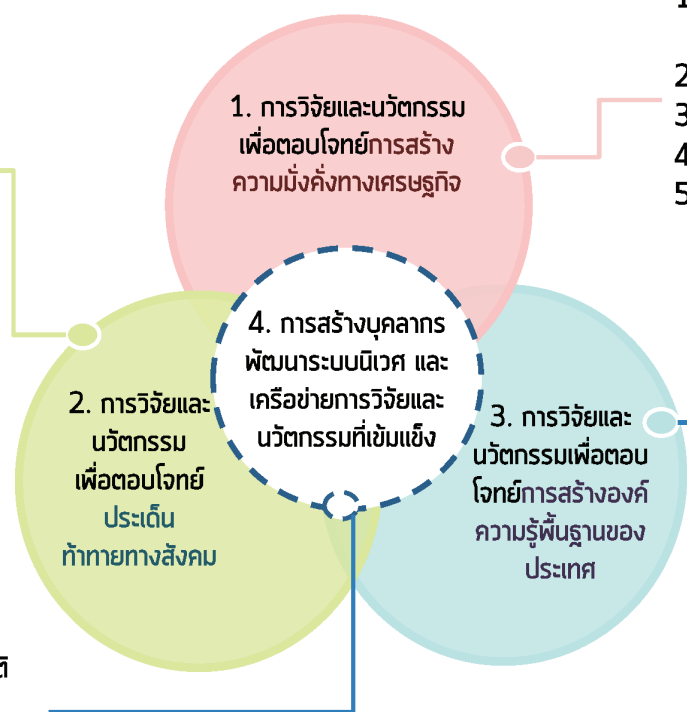 1
2
3
4
5
1. การวิจัยและนวัตกรรม
เพื่อตอบโจทย์การสร้าง
ความมั่งคั่งทางเศรษฐกิจ
4. การสร้างบุคลากร
พัฒนาระบบนิเวศ และ
เครือข่ายการวิจัยและ
นวัตกรรมที่เข้มแข็ง
2. การวิจัยและ
นวัตกรรม
เพื่อตอบโจทย์
ประเด็น
ท้าทายทางสังคม
3. การวิจัยและ
นวัตกรรมเพื่อตอบ
โจทย์การสร้างองค์
ความรู้พื้นฐานของ
ประเทศ